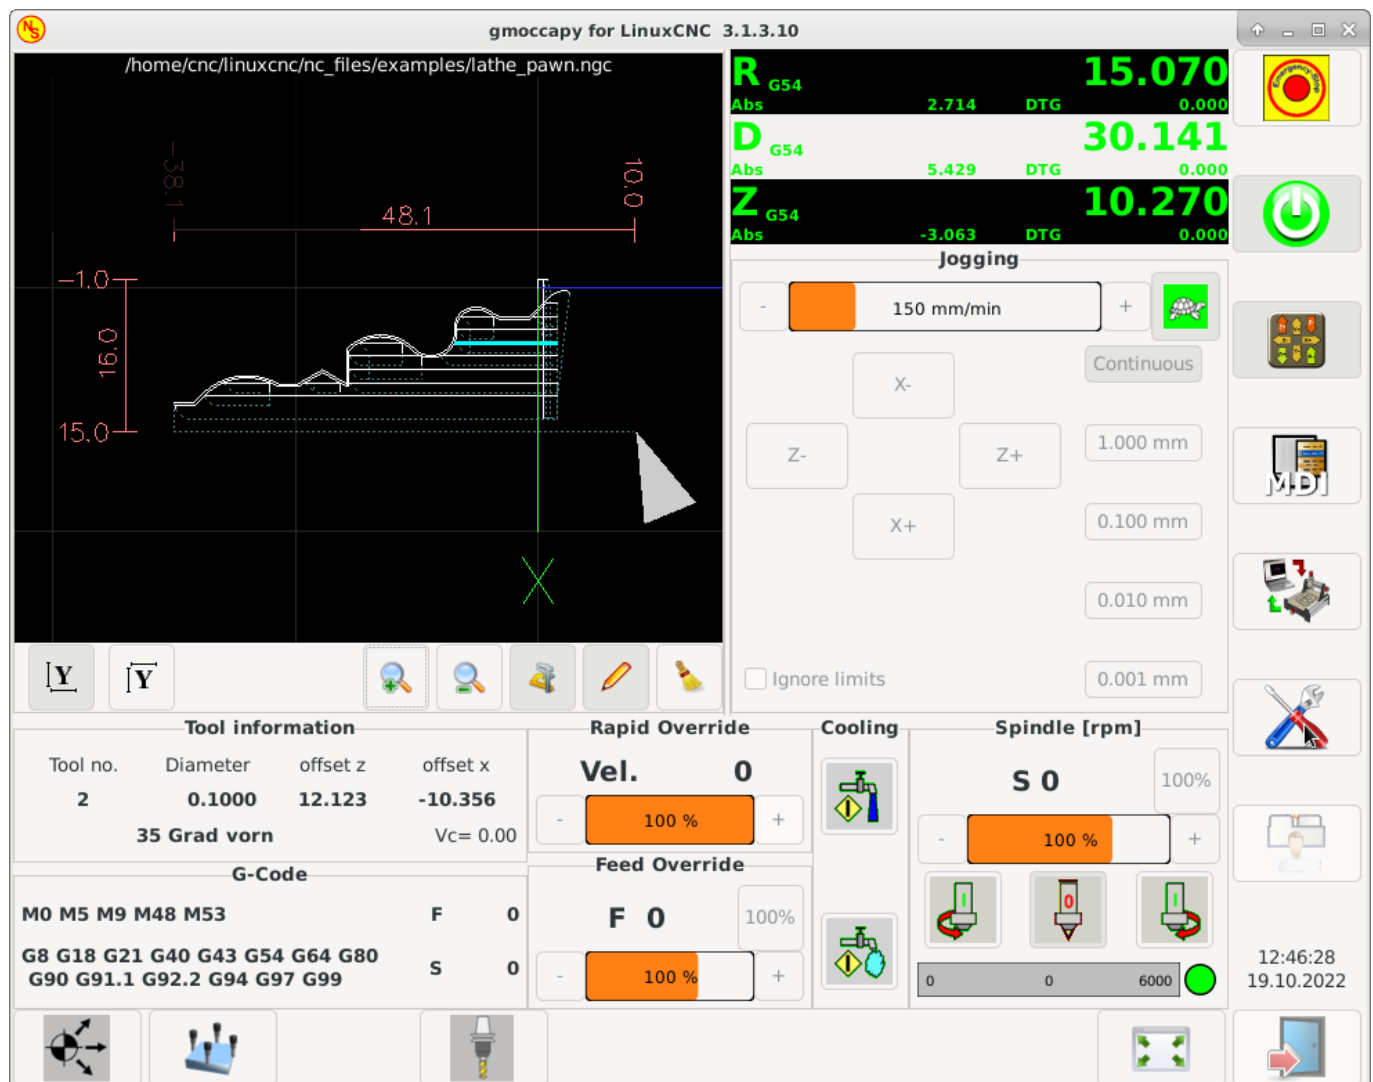 gmoccapy for LinuxCNC 3.1.3.10
/home/cnc/linuxcnc/nc_files/examples/lathe_pawn.ngc
-38.1
10.0
48.1
-1.0
16.0
15.0
X
Y
Y
R G54 15.070
Abs 2.714 DTG 0.000
D G54 30.141
Abs 5.429 DTG 0.000
Z G54 10.270
Abs -3.063 DTG 0.000
Jogging
- 150 mm/min +
Continuous
X-
1.000 mm
Z- Z+
0.100 mm
X+
0.010 mm
Ignore limits
0.001 mm
Emergency-Stop
MDI
Tool information
Tool no. Diameter offset z offset x
2 0.1000 12.123 -10.356
35 Grad vorn Vc= 0.00
G-Code
M0 M5 M9 M48 M53 F 0
G8 G18 G21 G40 G43 G54 G64 G80
G90 G91.1 G92.2 G94 G97 G99
S 0
Rapid Override
Vel. 0
- 100 % +
Feed Override
F 0 100%
- 100 % +
Cooling
Spindle [rpm]
S 0 100%
- 100 % +
I 0 I
0 0 6000
12:46:28
19.10.2022